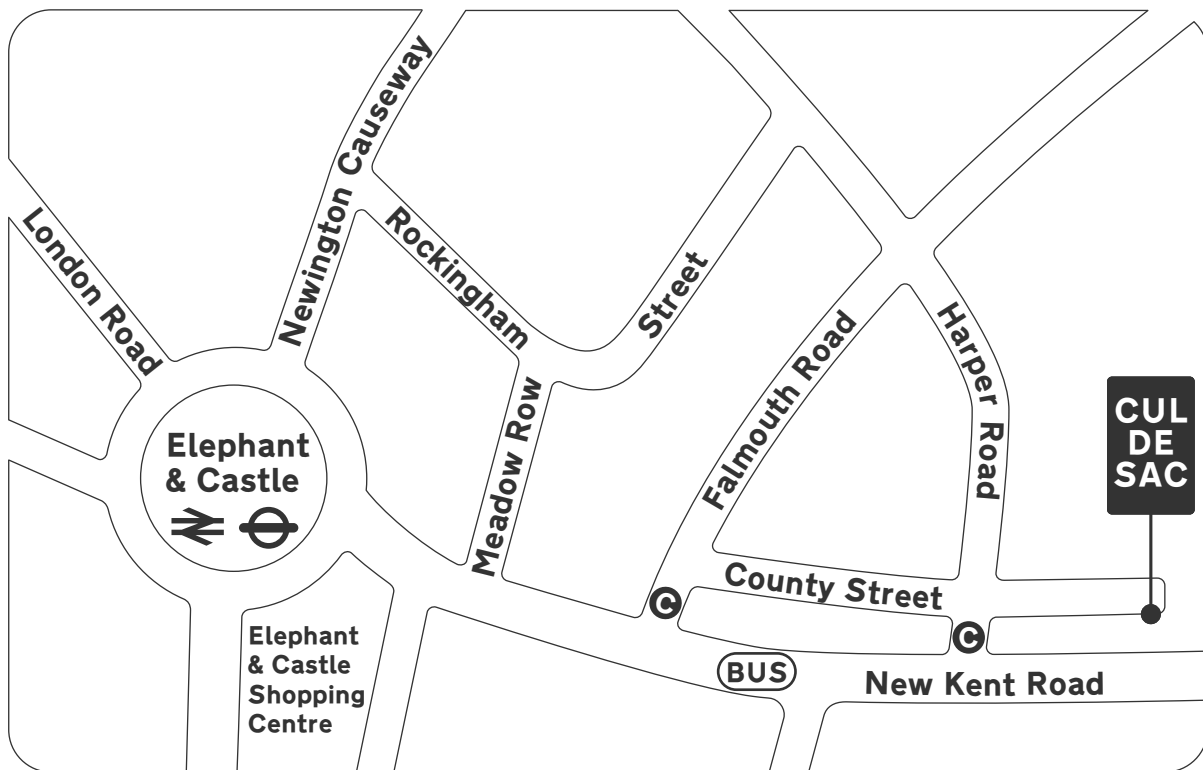 Newington Causeway
London Road
Rockingham
Street
Falmouth Road
Harper Road
CUL
DE
SAC
Elephant
& Castle
Meadow Row
County Street
C
C
Elephant
& Castle
Shopping
Centre
BUS
New Kent Road